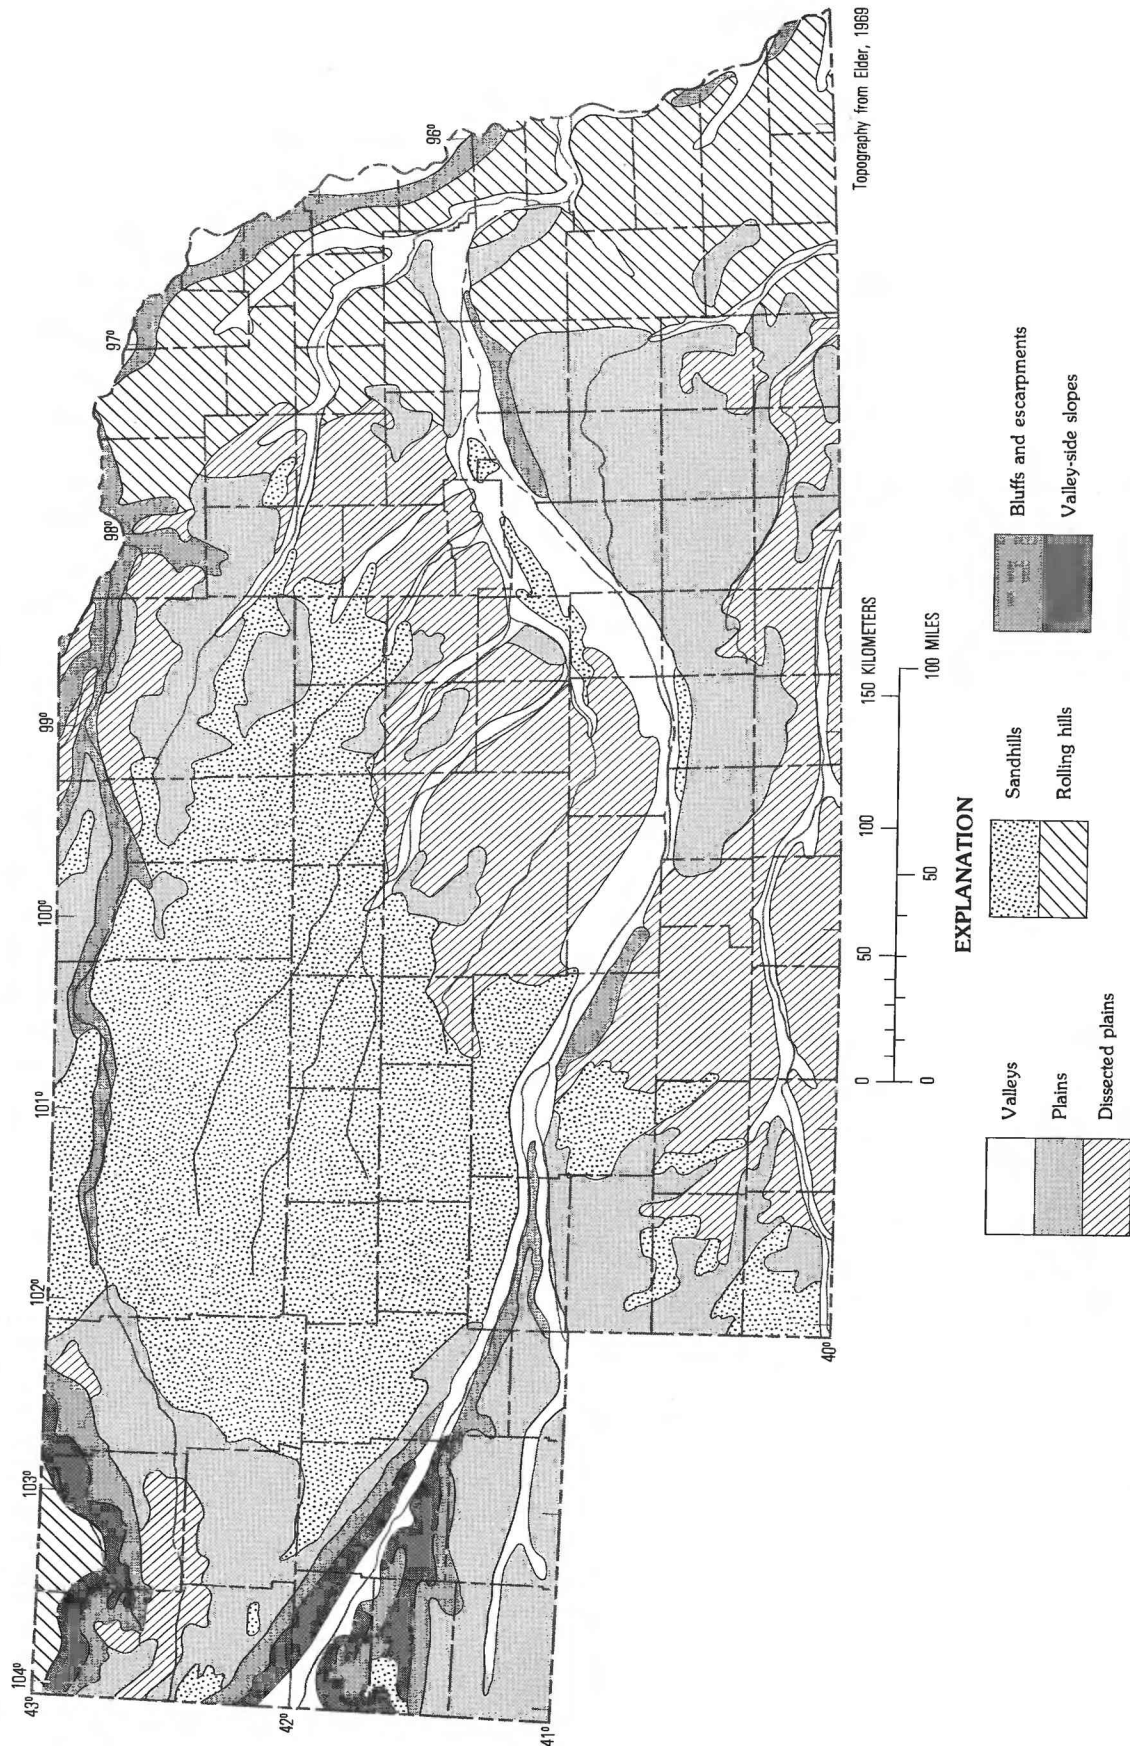 43°
104°
103°
102°
101°
100°
99°
98°
97°
96°
42°
41°
40°
Topography from Elder, 1969
0 50 100 150 KILOMETERS
0 50 100 MILES
EXPLANATION
Valleys
Plains
Dissected plains
Sandhills
Rolling hills
Bluffs and escarpments
Valley-side slopes